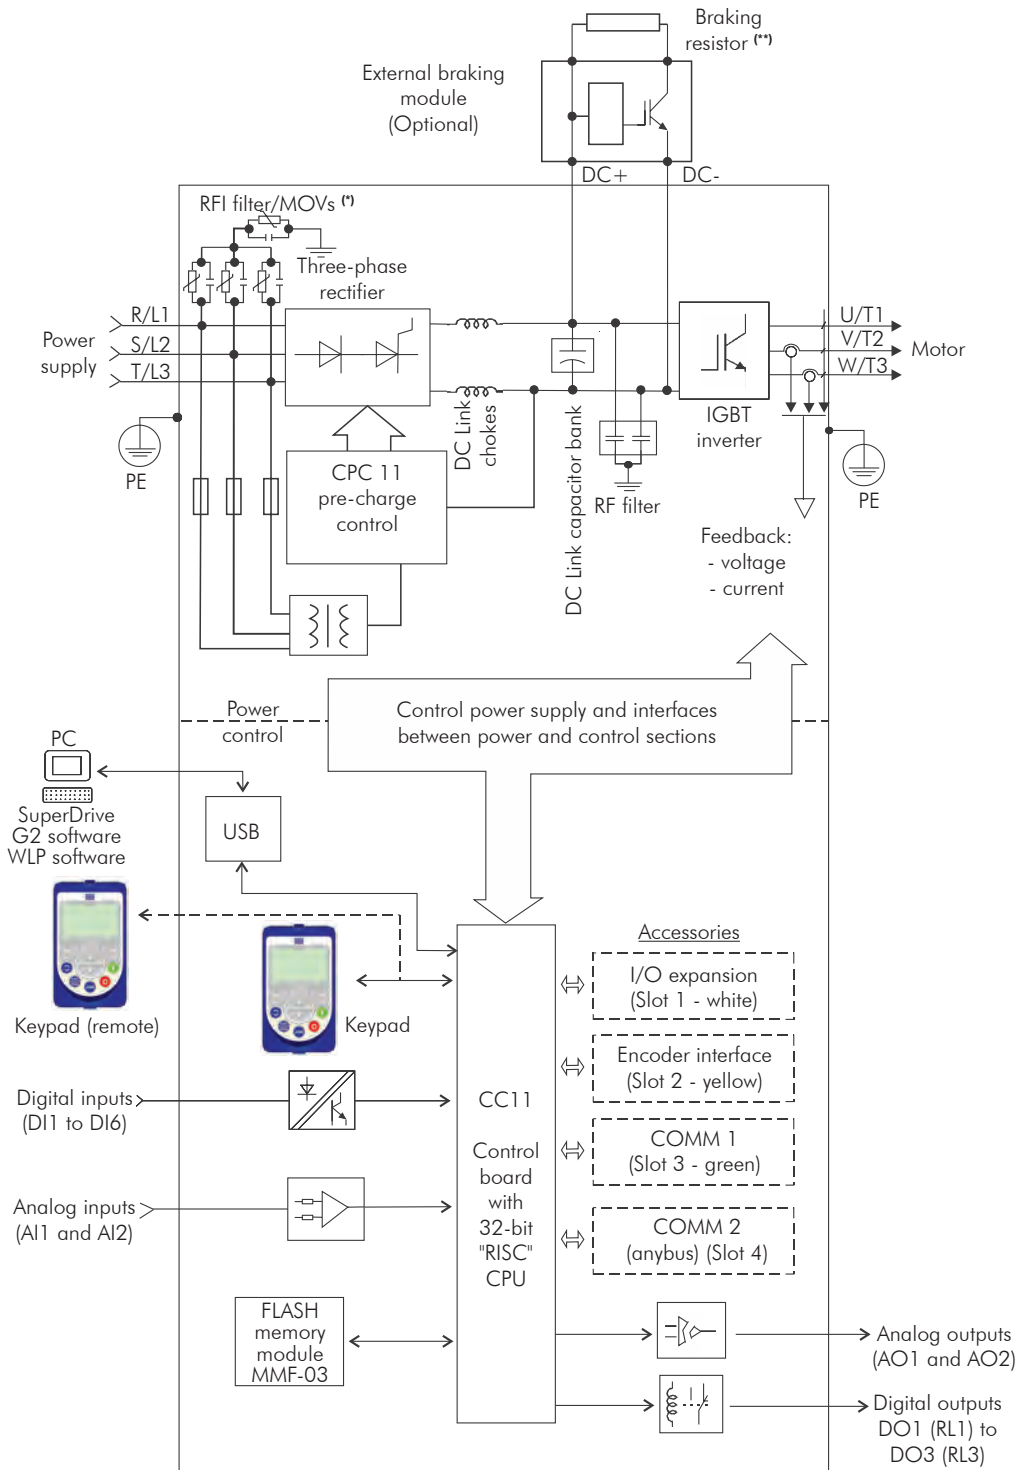 Braking
resistor (**)
External braking
module
(Optional)
DC+
DC-
RFI filter/MOVs (*)
Three-phase
rectifier
R/L1
S/L2
T/L3
Power
supply
PE
U/T1
V/T2
W/T3
Motor
IGBT
inverter
DC Link
chokes
DC Link capacitor bank
RF filter
PE
CPC 11
pre-charge
control
Feedback:
- voltage
- current
Power
control
Control power supply and interfaces
between power and control sections
PC
SuperDrive
G2 software
WLP software
USB
Keypad (remote)
Keypad
Accessories
I/O expansion
(Slot 1 - white)
Encoder interface
(Slot 2 - yellow)
COMM 1
(Slot 3 - green)
COMM 2
(anybus) (Slot 4)
CC11
Control
board
with
32-bit
"RISC"
CPU
Digital inputs
(DI1 to DI6)
Analog inputs
(AI1 and AI2)
FLASH
memory
module
MMF-03
Analog outputs
(AO1 and AO2)
Digital outputs
DO1 (RL1) to
DO3 (RL3)